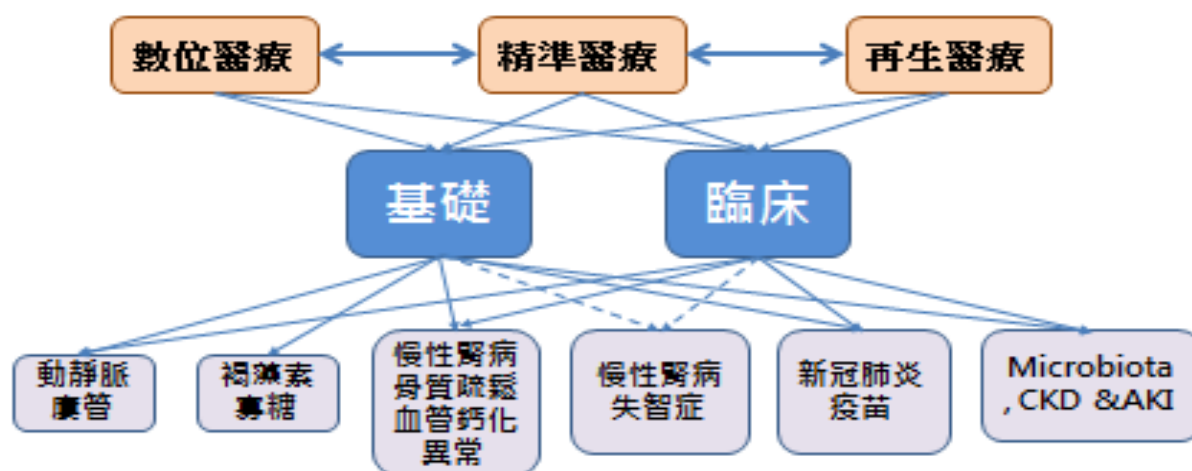 數位醫療
精準醫療
再生醫療
基礎
臨床
動靜脈
廔管
褐藻素
寡糖
慢性腎病
骨質疏鬆
血管鈣化
異常
慢性腎病
失智症
新冠肺炎
疫苗
Microbiota
, CKD &AKI